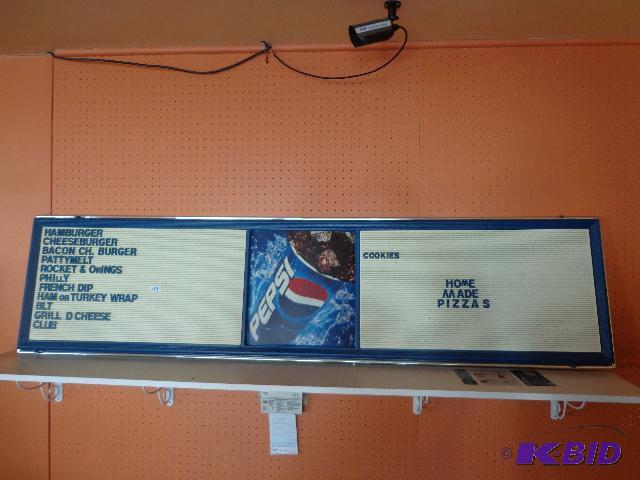 HAMBURGER
CHEESEBURGER
BACON CH. BURGER
PATTYMELT
ROCKET & ORINGS
PHILLY
FRENCH DIP
HAM OR TURKEY WRAP
BLT
GRILL D CHEESE
CLUB
PEPSI
COOKIES
HOME
MADE
PIZZAS
© K-BID